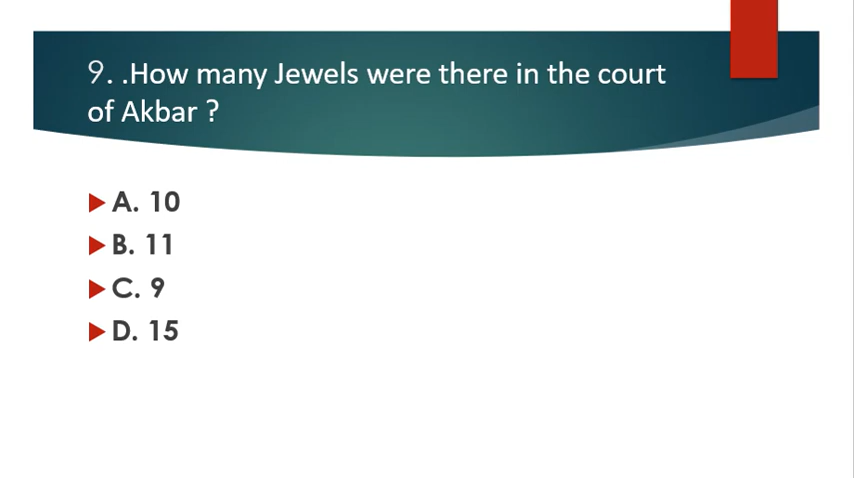 9. .How many Jewels were there in the court
of Akbar ?
A. 10
B. 11
C. 9
D. 15